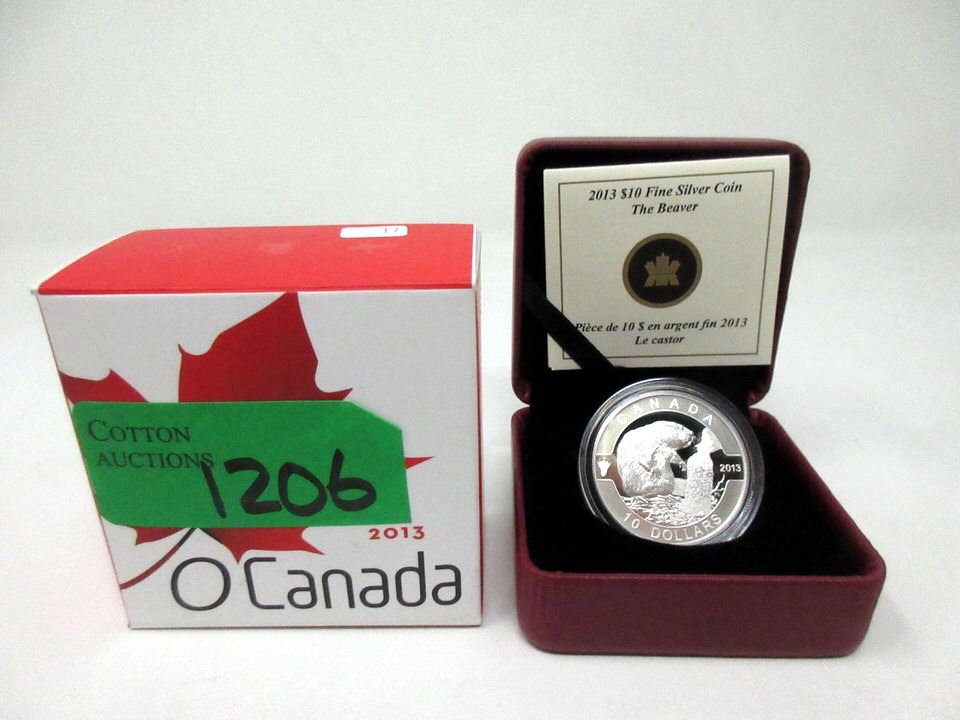 17
COTTON
AUCTIONS
1206
2013
O Canada
2013 $10 Fine Silver Coin
The Beaver
Pièce de 10 $ en argent fin 2013
Le castor
CANADA
2013
10 DOLLARS